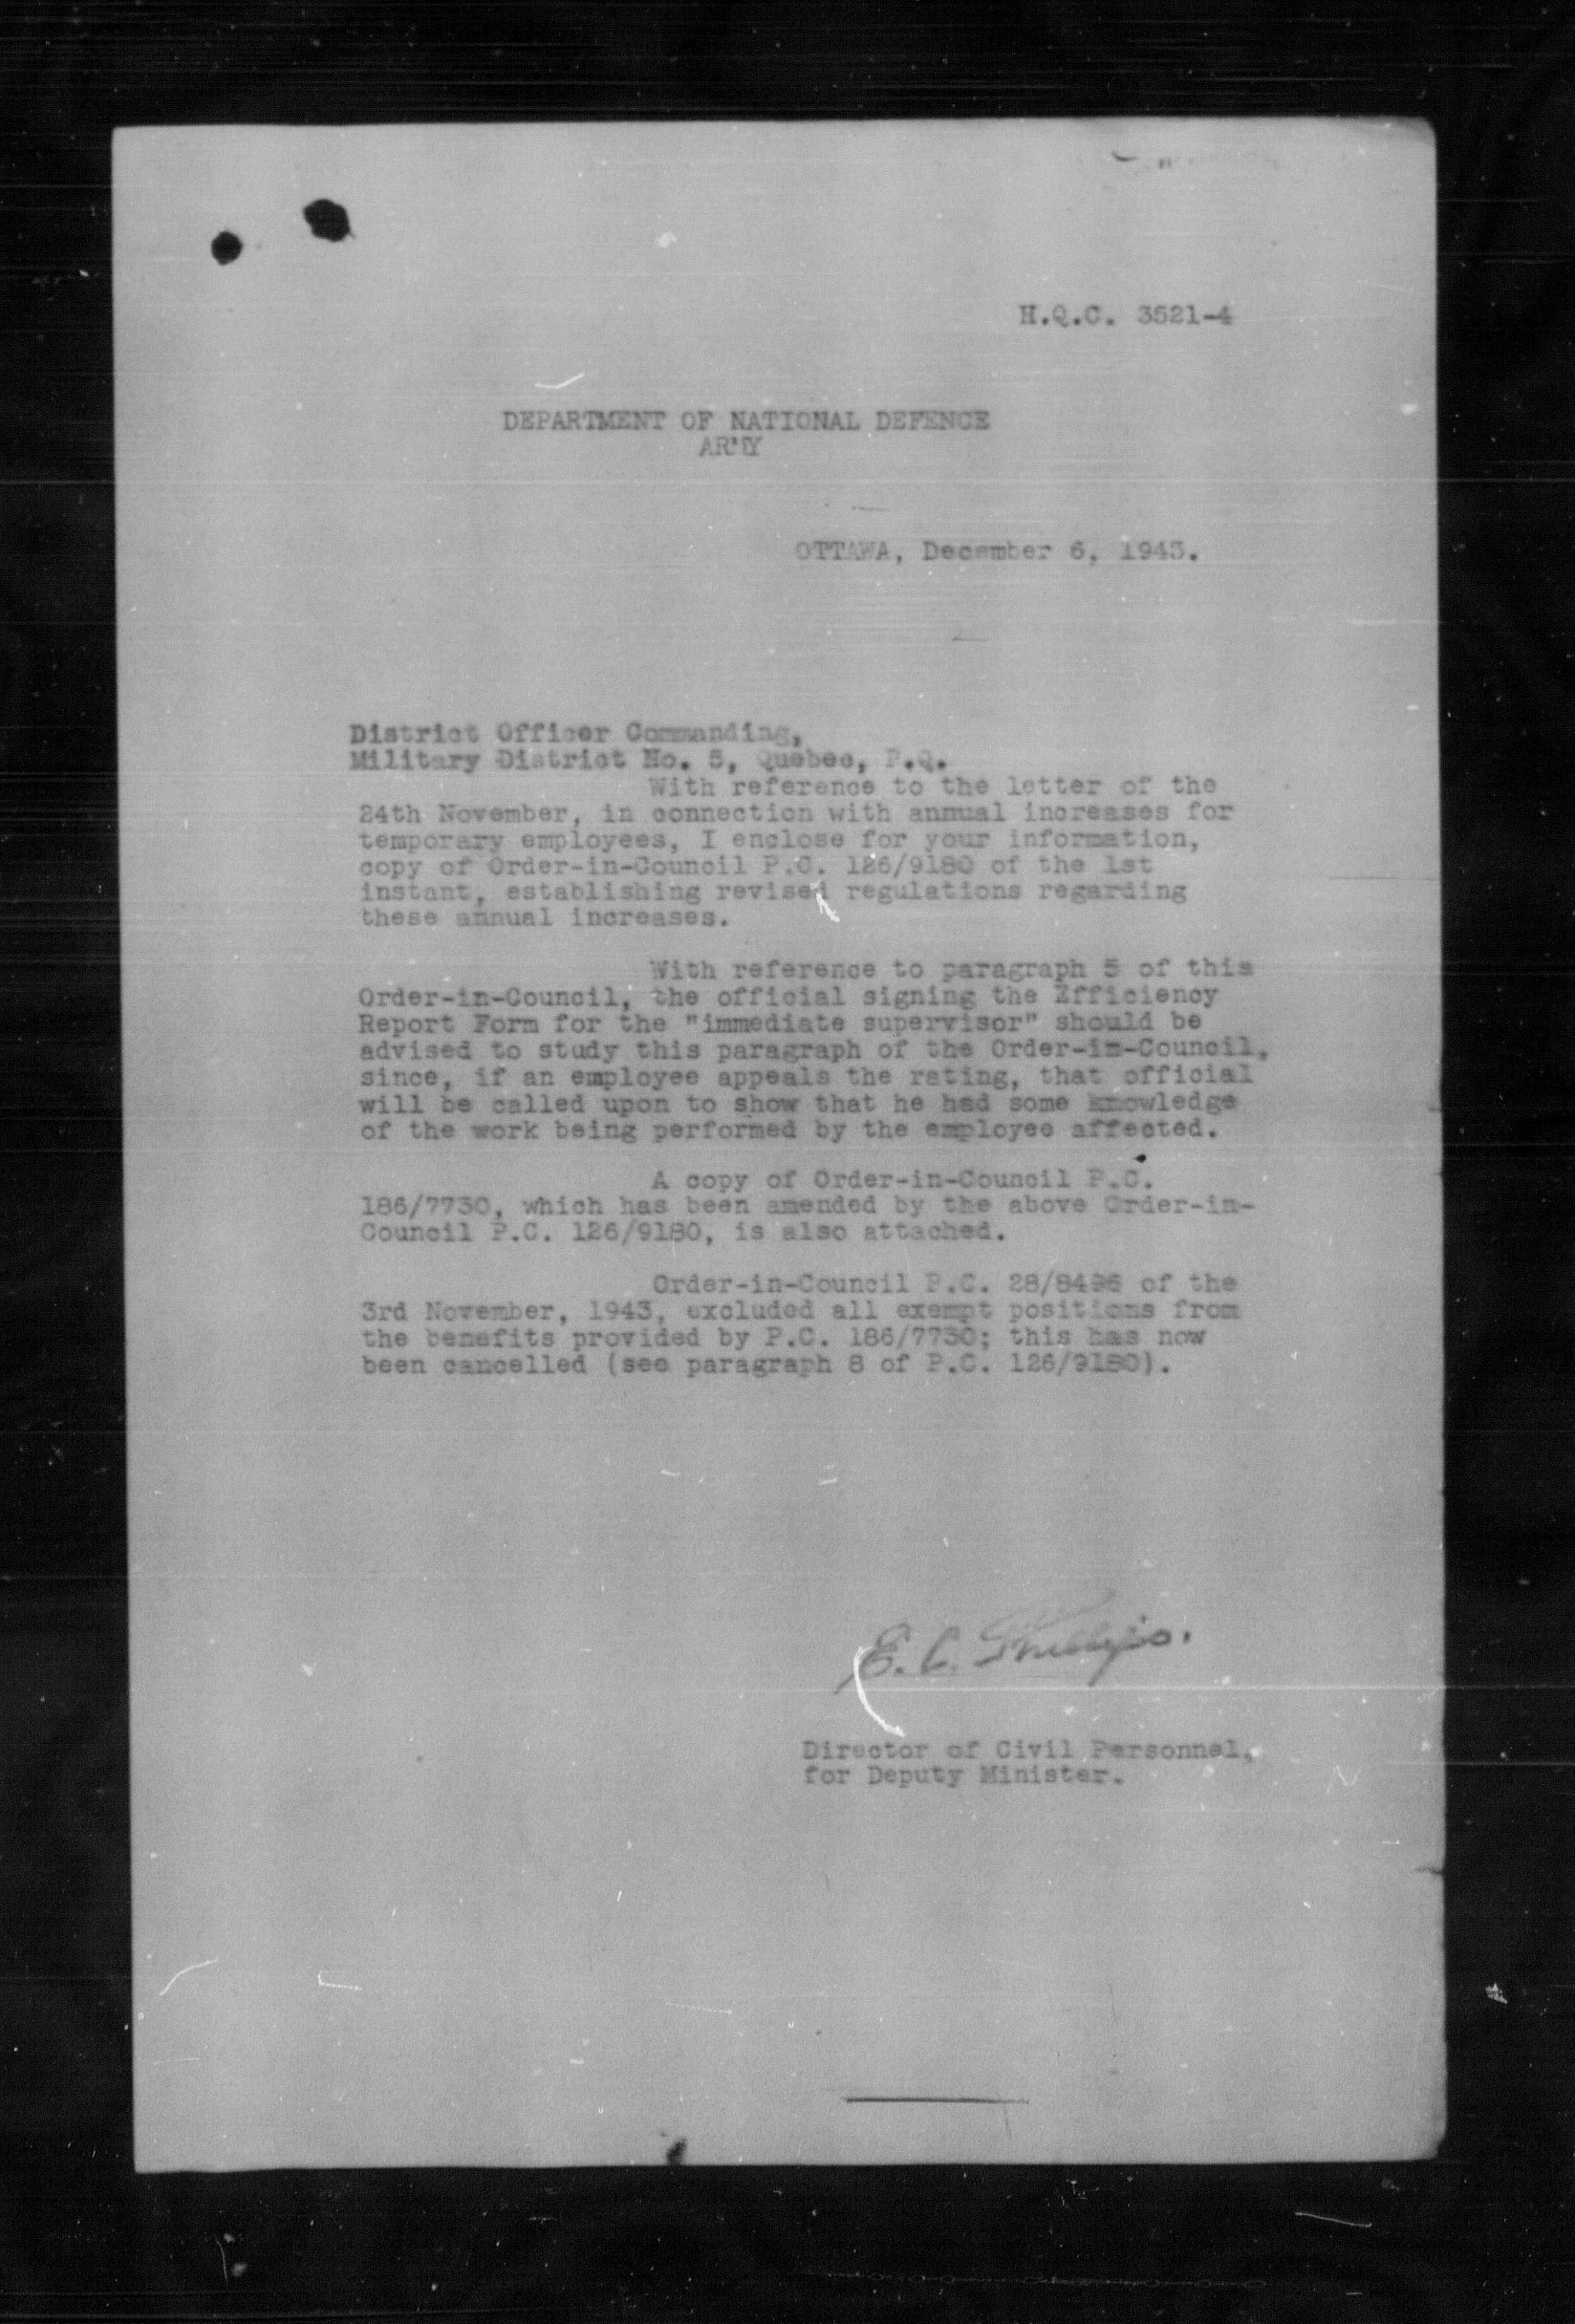 H.Q.C. 3521-4
DEPARTMENT OF NATIONAL DEFENCE
ARMY
OTTAWA, December 6, 1943.
District Officer Commanding,
Military District No. 5, Quebec, P.Q.
With reference to the letter of the
24th November, in connection with annual increases for
temporary employees, I enclose for your information,
copy of Order-in-Council P.C. 126/9180 of the 1st
instant, establishing revised regulations regarding
these annual increases.
With reference to paragraph 5 of this
Order-in-Council, the official signing the Efficiency
Report Form for the "immediate supervisor" should be
advised to study this paragraph of the Order-in-Council,
since, if an employee appeals the rating, that official
will be called upon to show that he had some knowledge
of the work being performed by the employee affected.
A copy of Order-in-Council P.C.
186/7730, which has been amended by the above Order-in-
Council P.C. 126/9180, is also attached.
Order-in-Council P.C. 28/8496 of the
3rd November, 1943, excluded all exempt positions from
the benefits provided by P.C. 186/7730; this has now
been cancelled (see paragraph 8 of P.C. 126/9180).
E. C. Phillips.
Director of Civil Personnel,
for Deputy Minister.